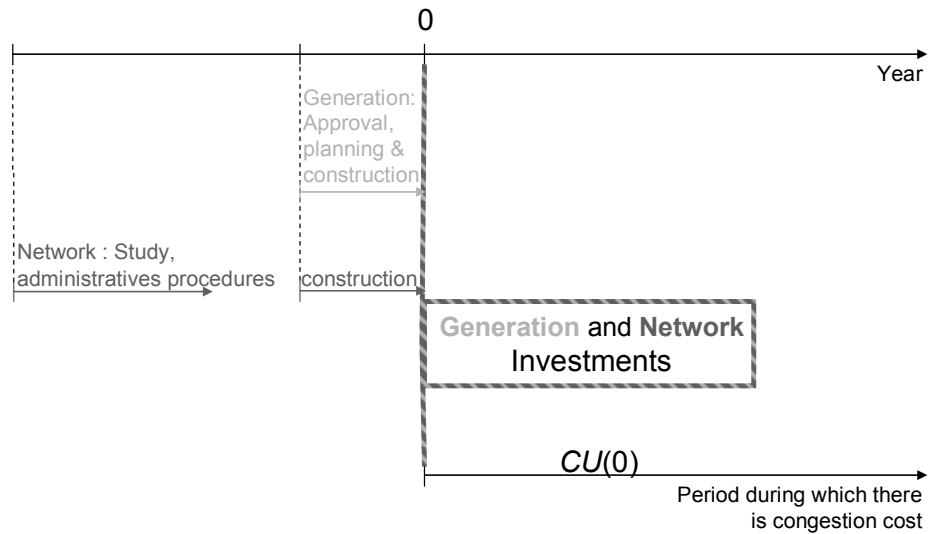 0
Year
Generation:
Approval,
planning &
construction
Network : Study,
administratives procedures
construction
Generation and Network
Investments
CU(0)
Period during which there
is congestion cost